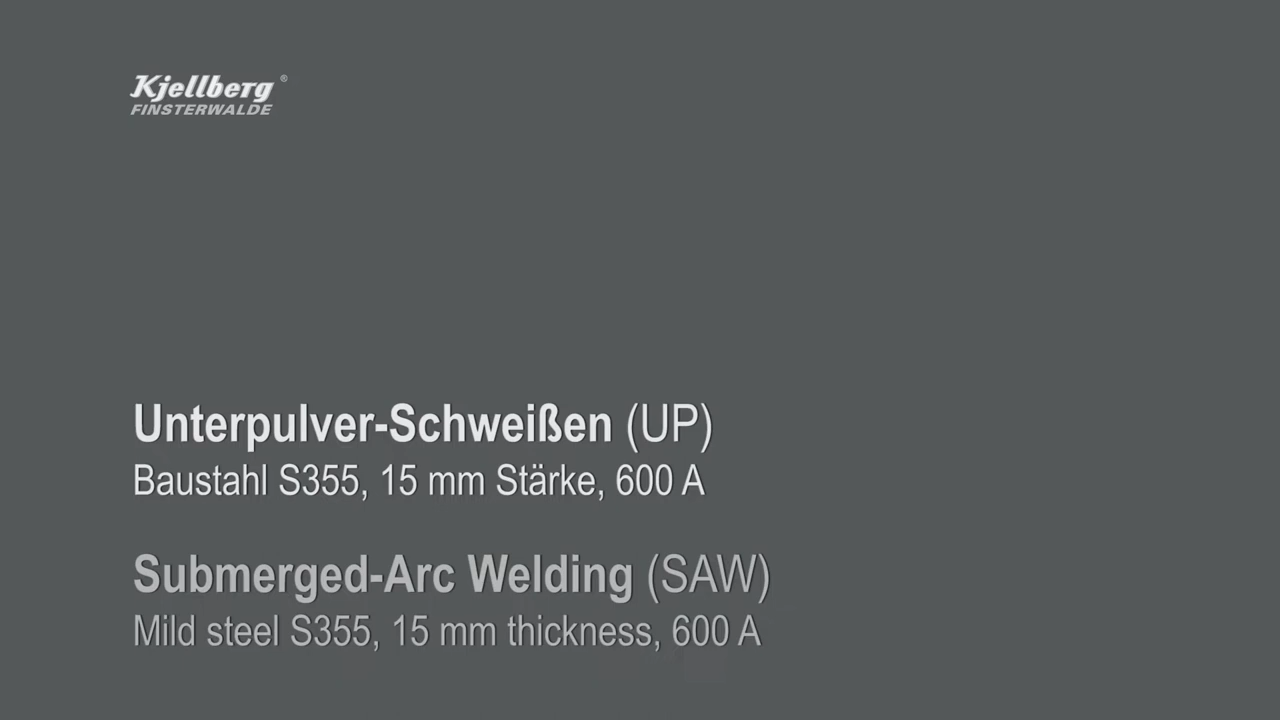 Kjellberg®
FINSTERWALDE
Unterpulver-Schweißen (UP)
Baustahl S355, 15 mm Stärke, 600 A
Submerged-Arc Welding (SAW)
Mild steel S355, 15 mm thickness, 600 A